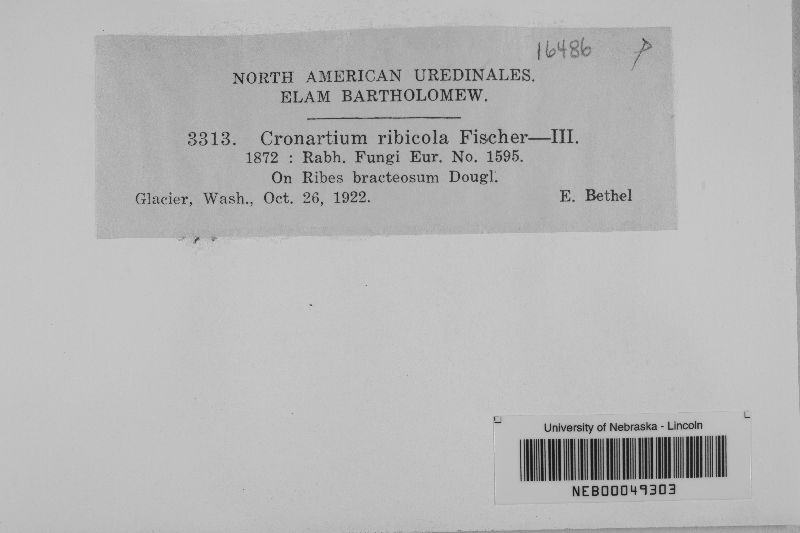 16486 P
NORTH AMERICAN UREDINALES.
ELAM BARTHOLOMEW.
3313. Cronartium ribicola Fischer—III.
1872 : Rabh. Fungi Eur. No. 1595.
On Ribes bracteosum Dougl.
Glacier, Wash., Oct. 26, 1922. E. Bethel
University of Nebraska - Lincoln
NEB00049303